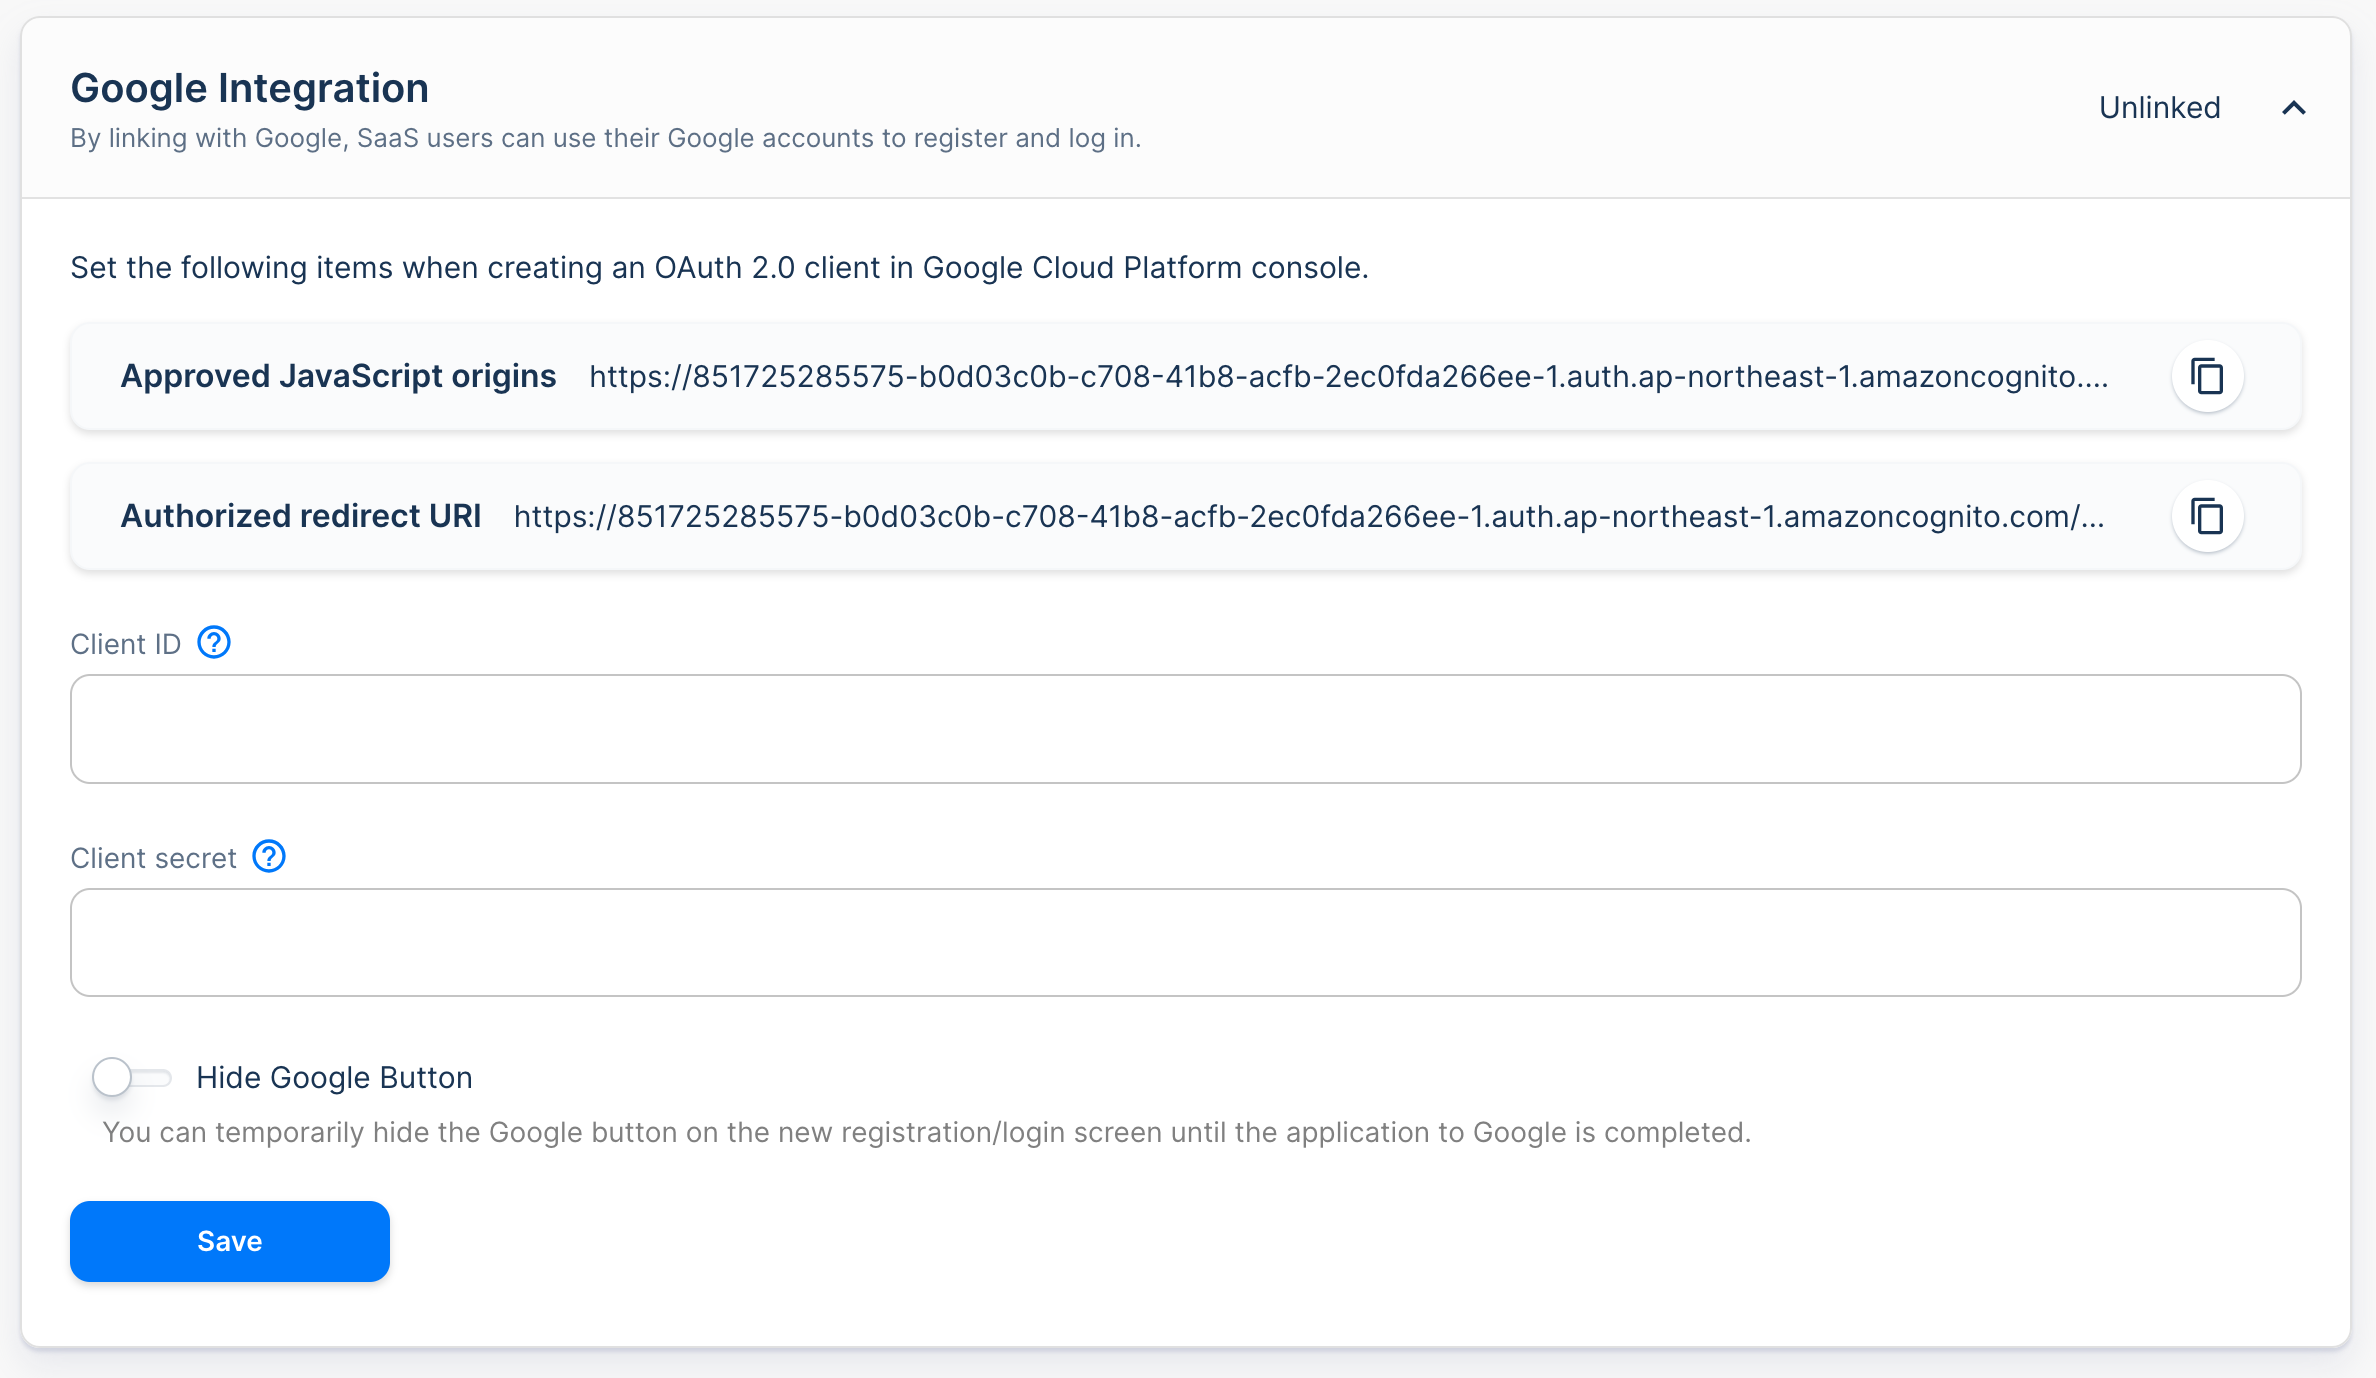 Google Integration
By linking with Google, SaaS users can use their Google accounts to register and log in.
Unlinked
Set the following items when creating an OAuth 2.0 client in Google Cloud Platform console.
Approved JavaScript origins https://851725285575-b0d03c0b-c708-41b8-acfb-2ec0fda266ee-1.auth.ap-northeast-1.amazoncognito....
Authorized redirect URI https://851725285575-b0d03c0b-c708-41b8-acfb-2ec0fda266ee-1.auth.ap-northeast-1.amazoncognito.com/...
Client ID
Client secret
Hide Google Button
You can temporarily hide the Google button on the new registration/login screen until the application to Google is completed.
Save